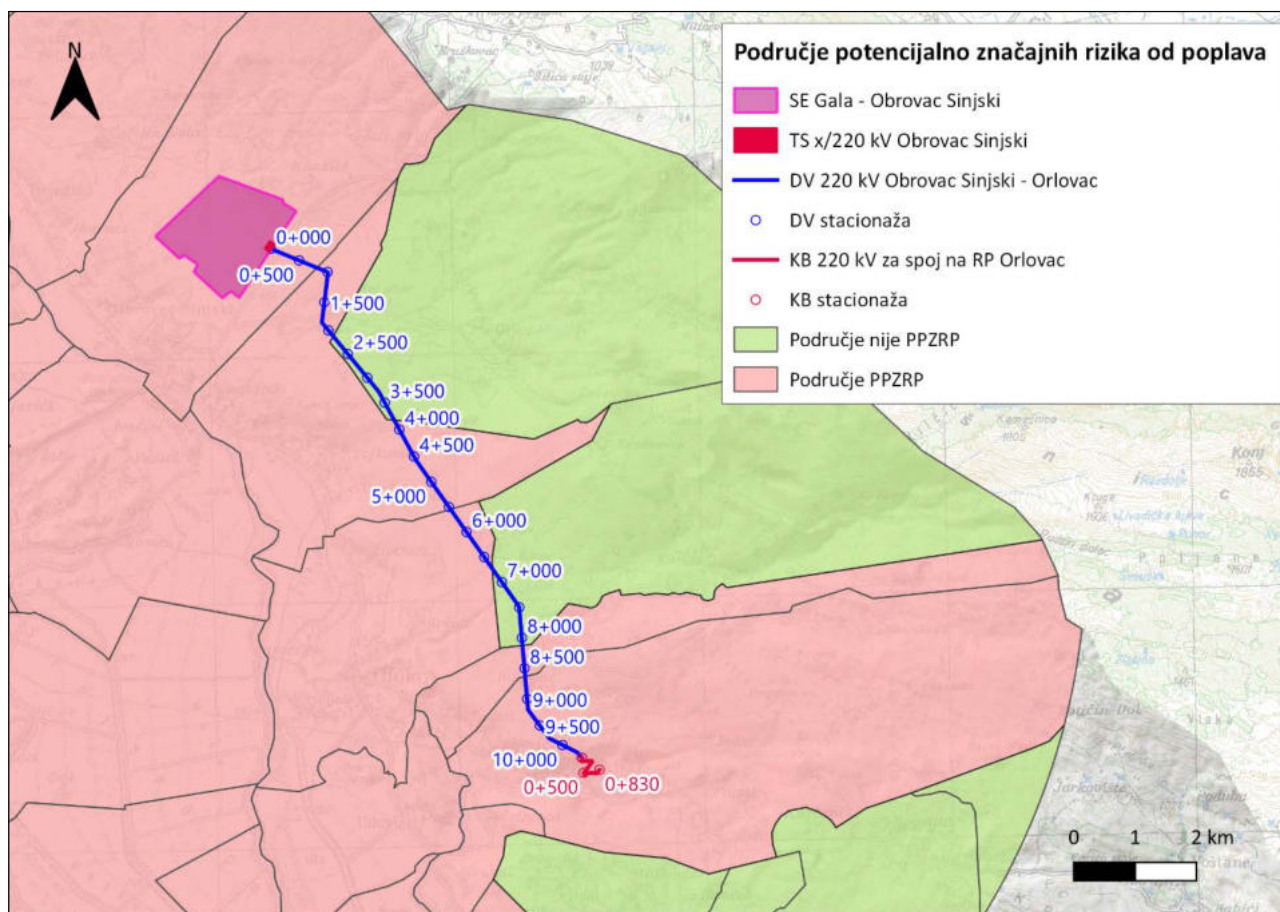 N
Područje potencijalno značajnih rizika od poplava
SE Gala - Obrovac Sinjski
TS x/220 kV Obrovac Sinjski
DV 220 kV Obrovac Sinjski - Orlovac
DV stacionaža
KB 220 kV za spoj na RP Orlovac
KB stacionaža
Područje nije PPZRP
Područje PPZRP
0+000
0+500
1+500
2+500
3+500
4+000
4+500
5+000
6+000
7+000
8+000
8+500
9+000
9+500
10+000
0+500
0+830
Kamešnica
Konj
1855
0 1 2 km